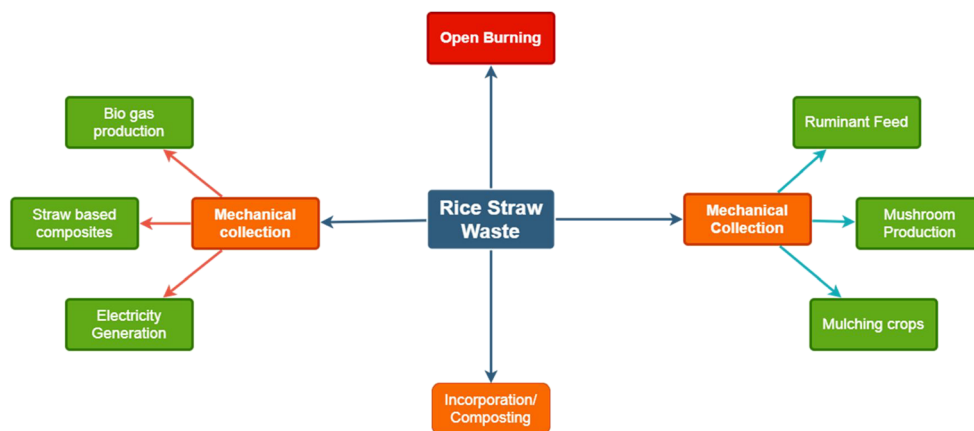 Open Burning
Bio gas
production
Ruminant Feed
Straw based
composites
Mechanical
collection
Rice Straw
Waste
Mechanical
Collection
Mushroom
Production
Electricity
Generation
Mulching crops
Incorporation/
Composting